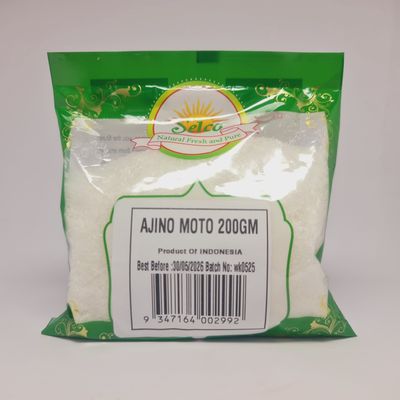 Selco
Natural Fresh and Pure
AJINO MOTO 200GM
Product Of INDONESIA
Best Before :30/05/2026 Batch No: wk0525
9 347164 002992